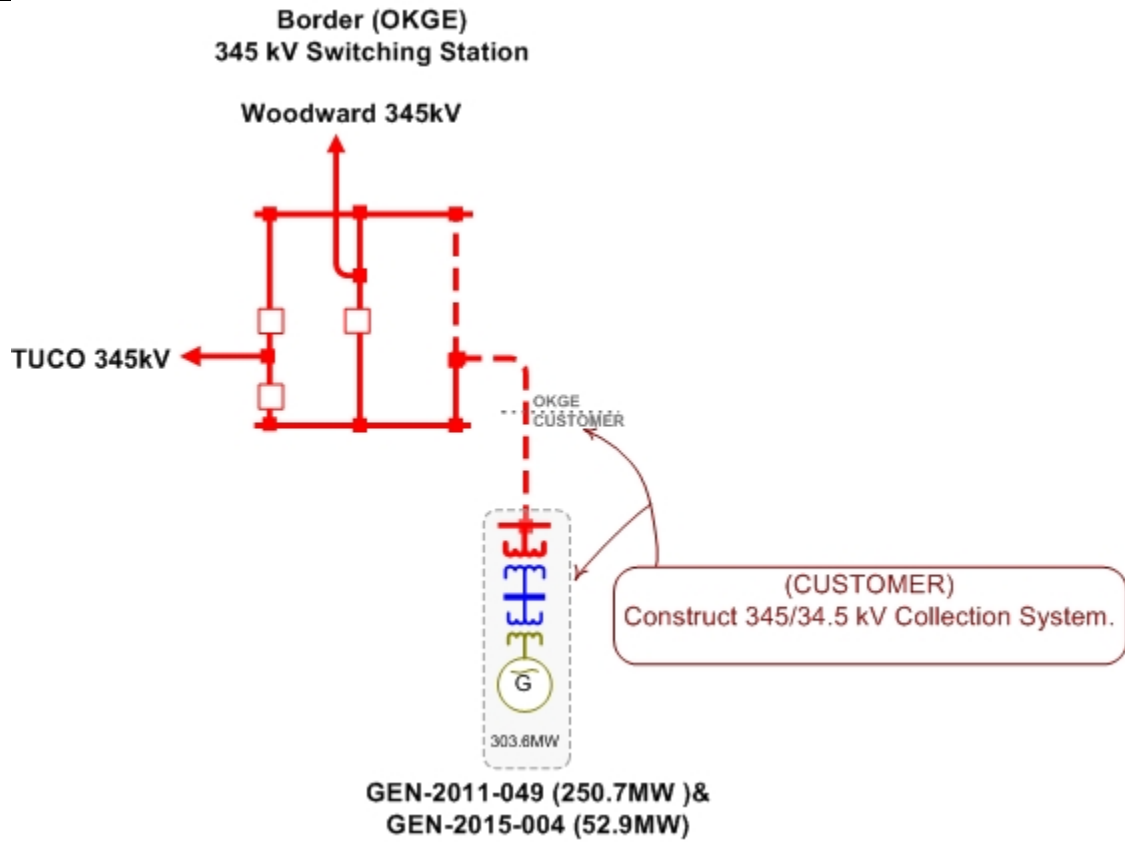 Border (OKGE)
345 kV Switching Station
Woodward 345kV
TUCO 345kV
OKGE
CUSTOMER
(CUSTOMER)
Construct 345/34.5 kV Collection System.
G
303.6MW
GEN-2011-049 (250.7MW )&
GEN-2015-004 (52.9MW)